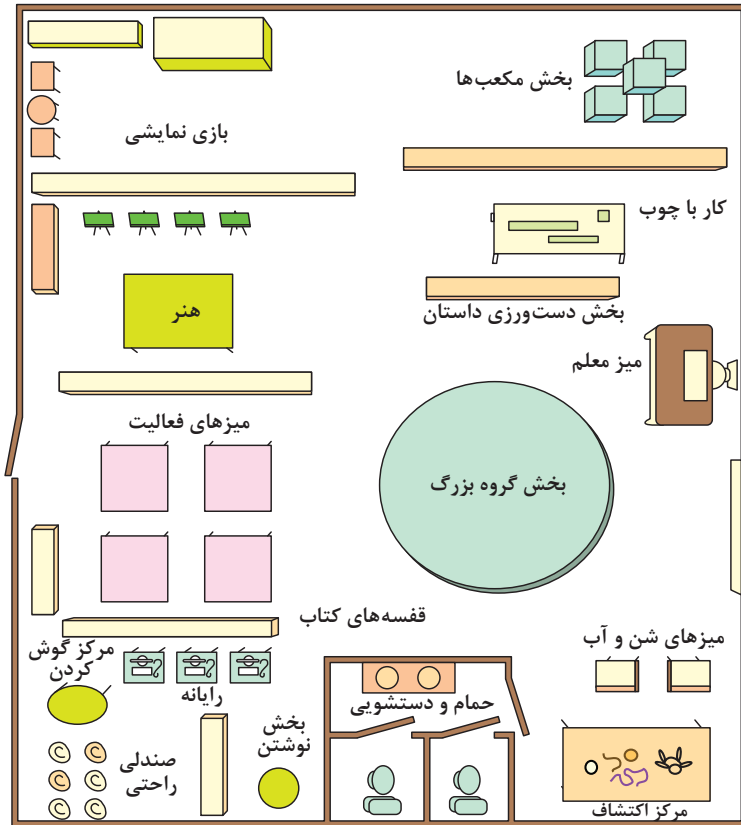 بخش مکعب‌ها
بازی نمایشی
کار با چوب
هنر
بخش دست‌ورزی داستان
میز معلم
میزهای فعالیت
بخش گروه بزرگ
قفسه‌های کتاب
میزهای شن و آب
مرکز گوش
کردن
رایانه
حمام و دستشویی
بخش
نوشتن
صندلی
راحتی
مرکز اکتشاف